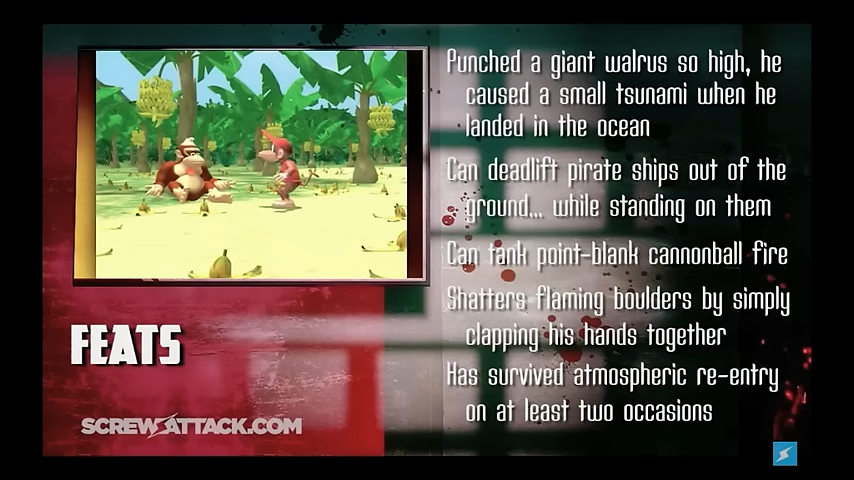 Punched a giant walrus so high, he
caused a small tsunami when he
landed in the ocean
Can deadlift pirate ships out of the
ground... while standing on them
Can tank point-blank cannonball fire
Shatters flaming boulders by simply
clapping his hands together
Has survived atmospheric re-entry
on at least two occasions
FEATS
SCREWATTACK.COM